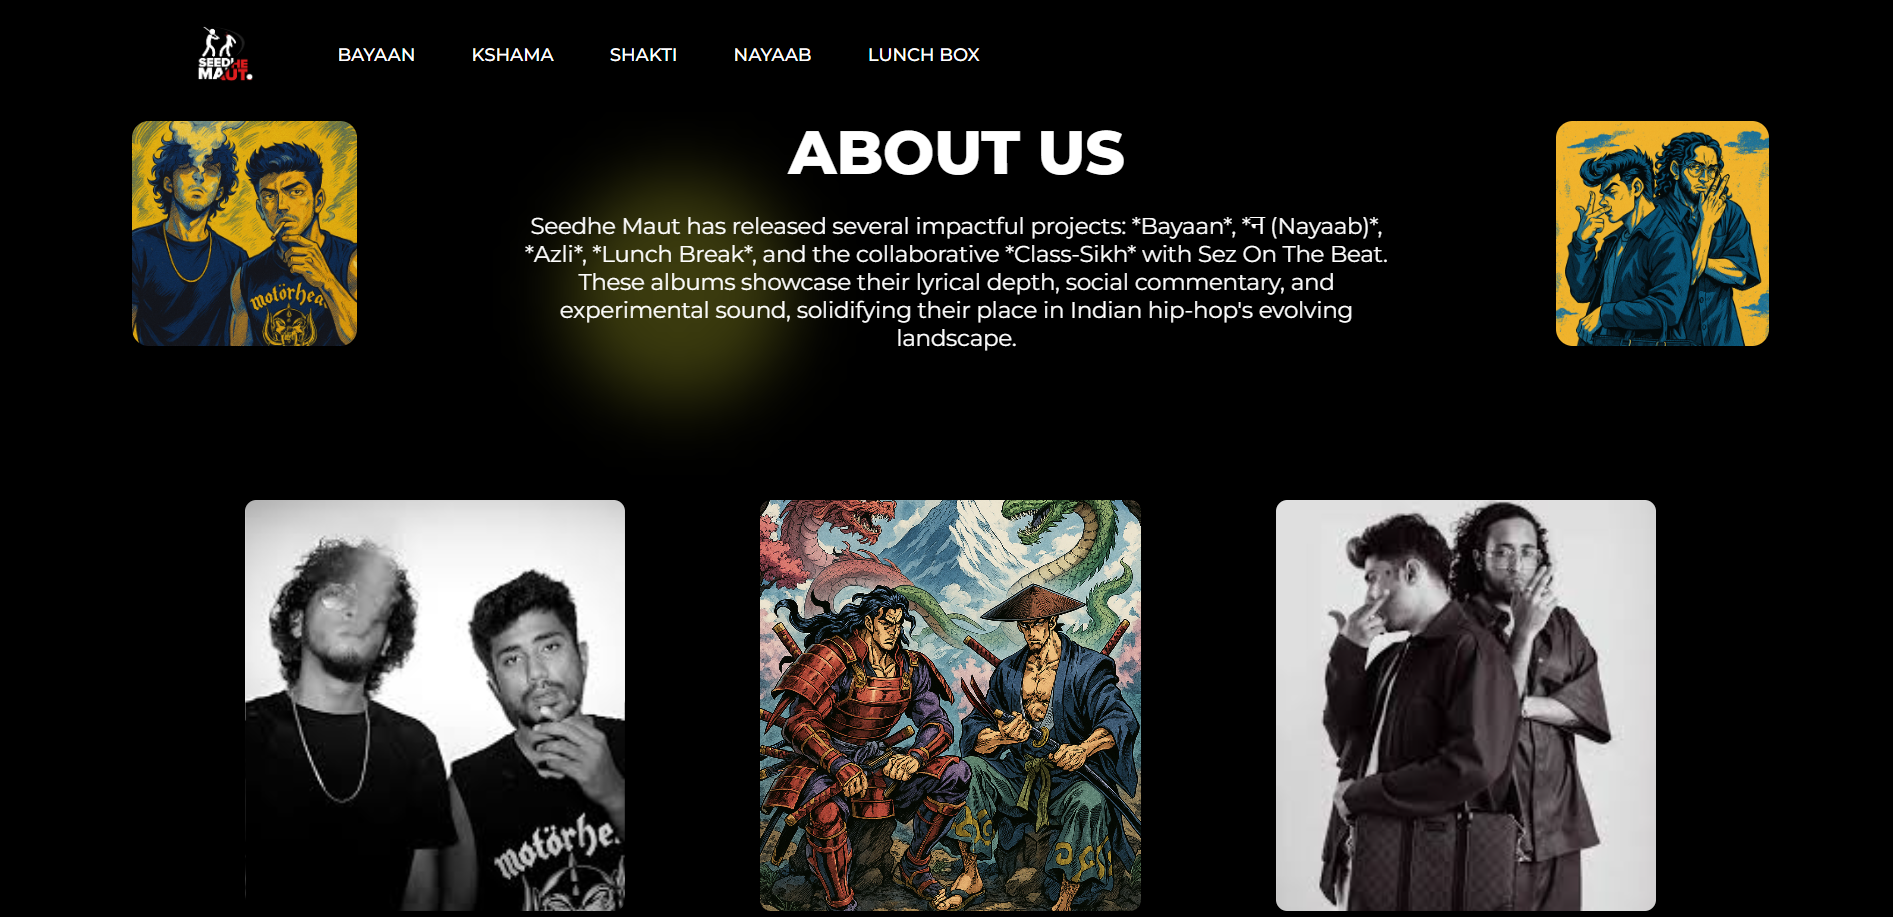 SEEDHE
MAUT.
BAYAAN
KSHAMA
SHAKTI
NAYAAB
LUNCH BOX
ABOUT US
Seedhe Maut has released several impactful projects: *Bayaan*, *न (Nayaab)*,
*Azli*, *Lunch Break*, and the collaborative *Class-Sikh* with Sez On The Beat.
These albums showcase their lyrical depth, social commentary, and
experimental sound, solidifying their place in Indian hip-hop's evolving
landscape.
motörhea
motörhe